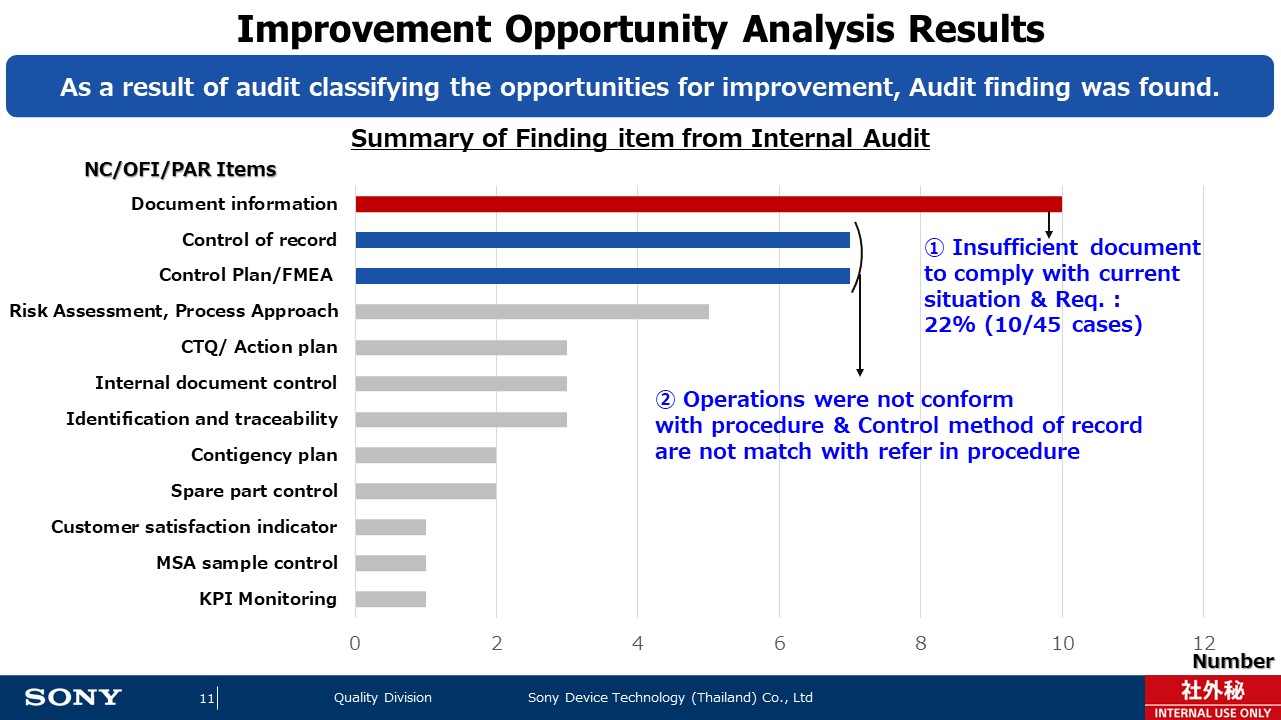 Improvement Opportunity Analysis Results
As a result of audit classifying the opportunities for improvement, Audit finding was found.
Summary of Finding item from Internal Audit
NC/OFI/PAR Items
Document information
Control of record
Control Plan/FMEA
Risk Assessment, Process Approach
CTQ/ Action plan
Internal document control
Identification and traceability
Contigency plan
Spare part control
Customer satisfaction indicator
MSA sample control
KPI Monitoring
① Insufficient document
to comply with current
situation & Req. :
22% (10/45 cases)
② Operations were not conform
with procedure & Control method of record
are not match with refer in procedure
0 2 4 6 8 10 12
Number
SONY
11
Quality Division
Sony Device Technology (Thailand) Co., Ltd
社外秘
INTERNAL USE ONLY